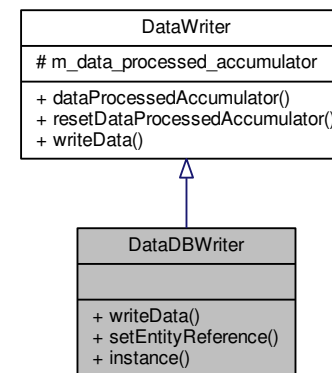 DataWriter
# m_data_processed_accumulator
+ dataProcessedAccumulator()
+ resetDataProcessedAccumulator()
+ writeData()
DataDBWriter
+ writeData()
+ setEntityReference()
+ instance()